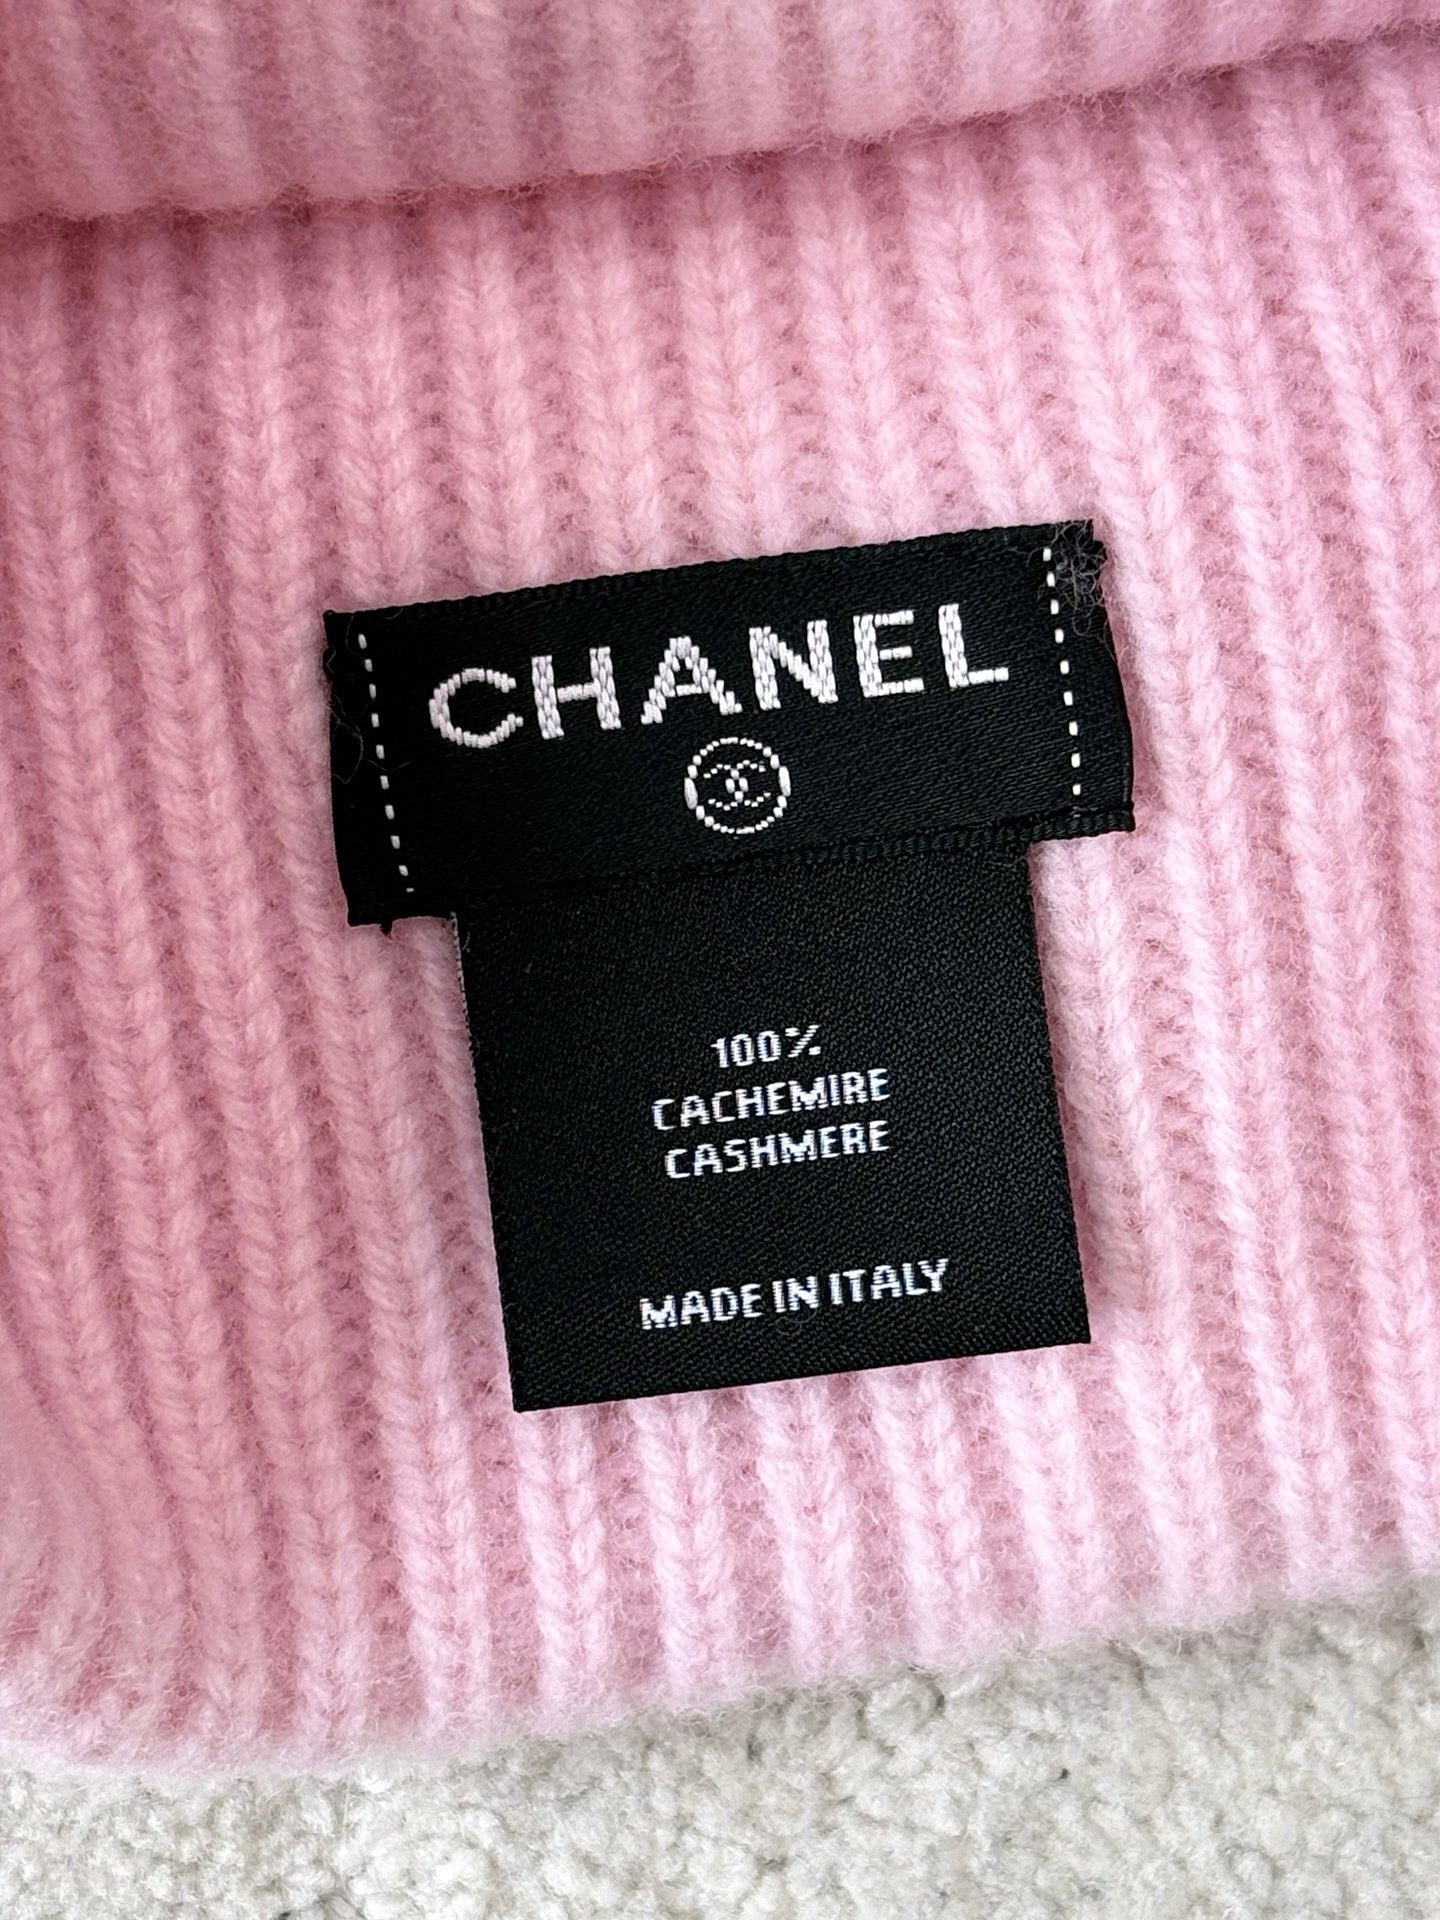 CHANEL
100%
CACHEMIRE
CASHMERE
MADE IN ITALY